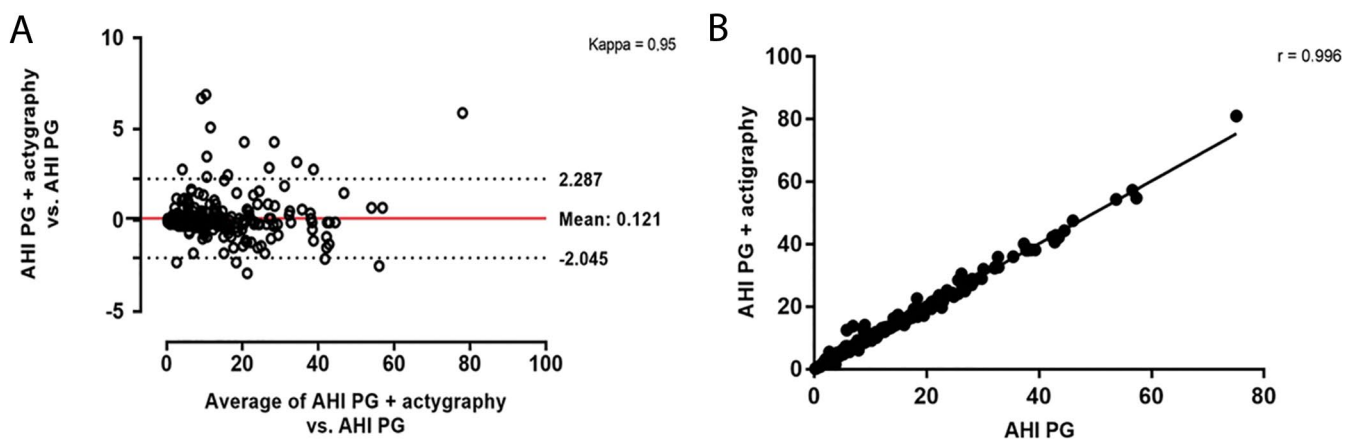 A
AHI PG + actygraphy
vs. AHI PG
10
5
0
-5
Kappa = 0,95
2.287
Mean: 0.121
-2.045
0 20 40 60 80 100
Average of AHI PG + actygraphy
vs. AHI PG
B
AHI PG + actigraphy
100
80
60
40
20
0
r = 0.996
0 20 40 60 80
AHI PG